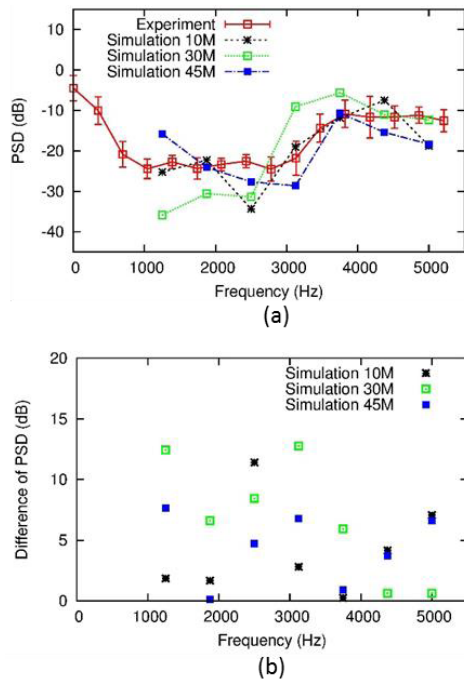 Experiment
Simulation 10M
Simulation 30M
Simulation 45M
20
10
0
-10
-20
-30
-40
PSD (dB)
0 1000 2000 3000 4000 5000
Frequency (Hz)
(a)
20
15
10
5
0
Difference of PSD (dB)
Simulation 10M
Simulation 30M
Simulation 45M
0 1000 2000 3000 4000 5000
Frequency (Hz)
(b)